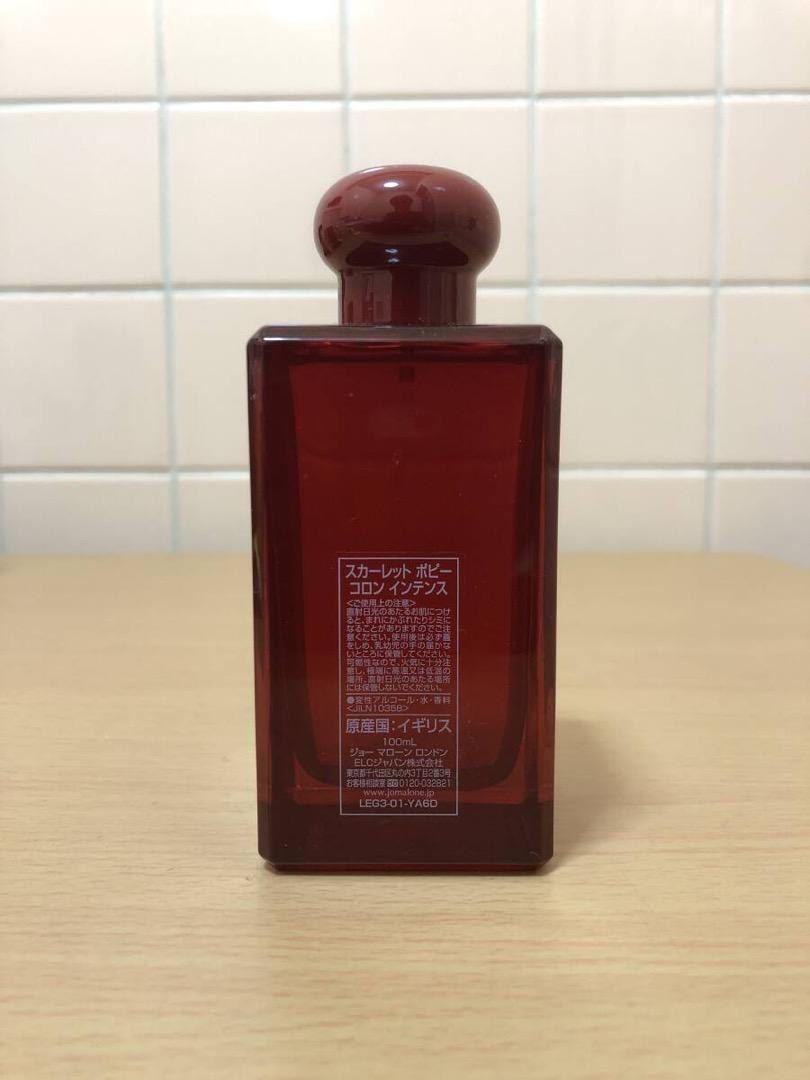 スカーレット ポピー
コロン インテンス
<ご使用上の注意>
直射日光のあたるお肌につけ
ると、まれにかぶれたりシミに
なることがありますのでご注
意ください。使用後は必ず蓋
をしめ、乳幼児の手の届かな
いところに保管してください。
可燃性なので、火気に十分注
意し、極端に高温又は低温の
場所、直射日光のあたる場所
には保管しないでください。
●変性アルコール・水・香料
<JILN10358>
原産国:イギリス
100mL
ジョー マローン ロンドン
ELCジャパン株式会社
東京都千代田区丸の内3丁目2番3号
お客様相談室 0120-032821
www.jomalone.jp
LEG3-01-YA6D